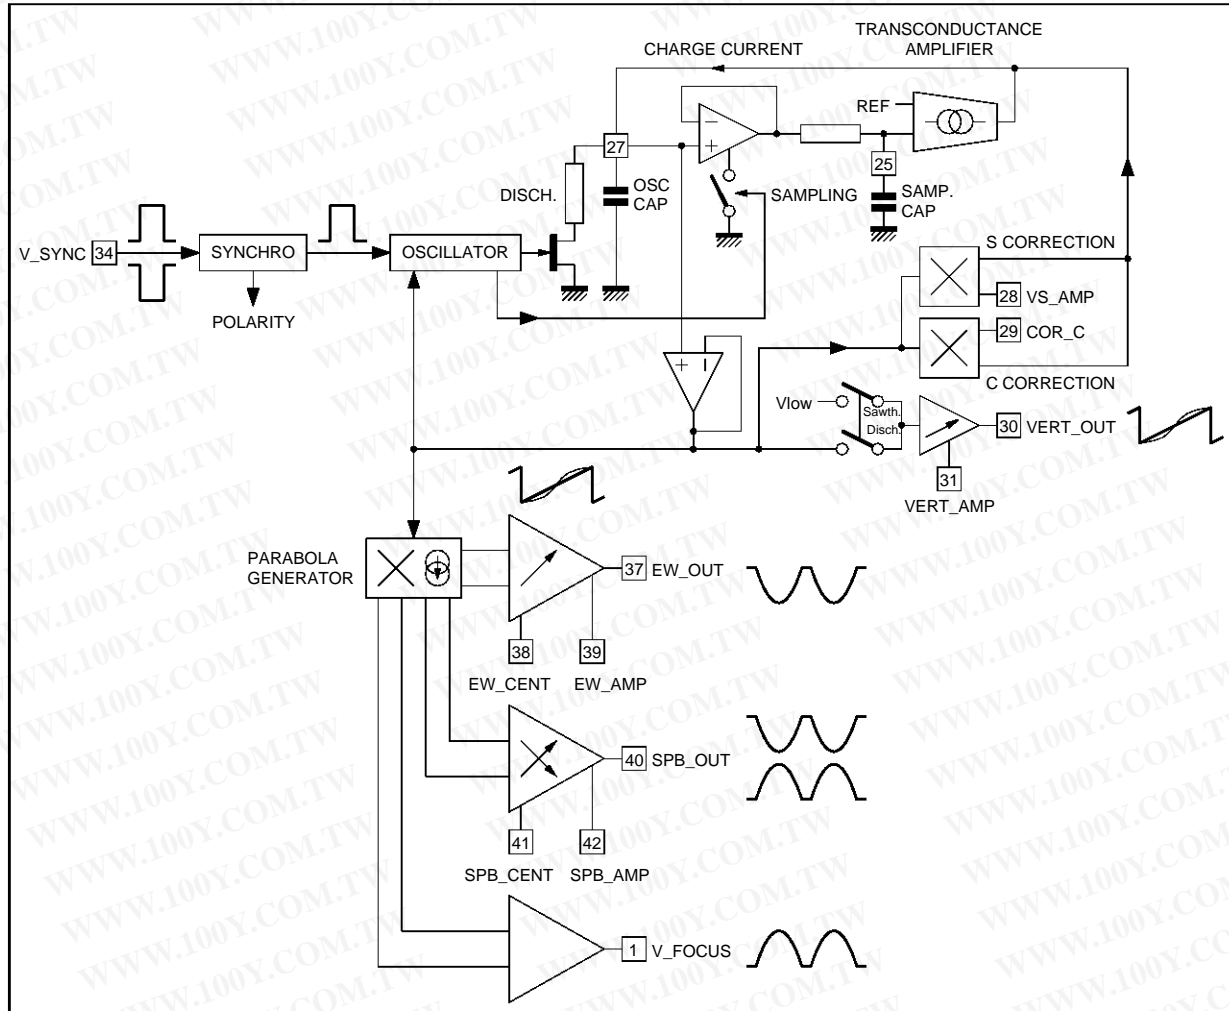 TRANSCONDUCTANCE
AMPLIFIER
CHARGE CURRENT
REF
27
25
DISCH.
OSC
CAP
SAMPLING
SAMP.
CAP
V_SYNC 34
SYNCHRO
OSCILLATOR
POLARITY
S CORRECTION
28 VS_AMP
29 COR_C
C CORRECTION
Vlow
Sawth.
Disch.
30 VERT_OUT
31
VERT_AMP
PARABOLA
GENERATOR
37 EW_OUT
38 39
EW_CENT EW_AMP
40 SPB_OUT
41 42
SPB_CENT SPB_AMP
1 V_FOCUS
WWW.100Y.COM.TW